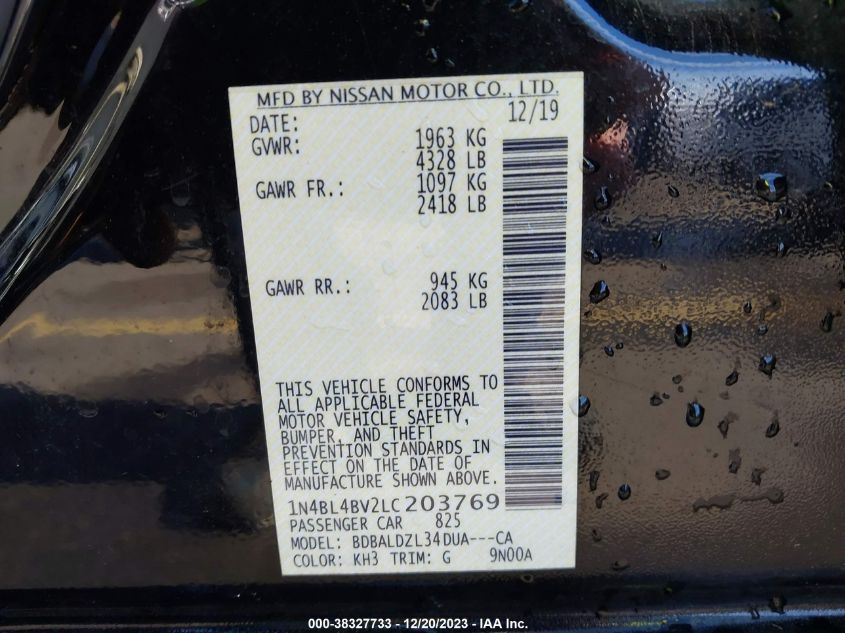 MFD BY NISSAN MOTOR CO., LTD.
DATE: 12/19
GVWR: 1963 KG
4328 LB
GAWR FR.: 1097 KG
2418 LB
GAWR RR.: 945 KG
2083 LB
THIS VEHICLE CONFORMS TO
ALL APPLICABLE FEDERAL
MOTOR VEHICLE SAFETY,
BUMPER, AND THEFT
PREVENTION STANDARDS IN
EFFECT ON THE DATE OF
MANUFACTURE SHOWN ABOVE.
1N4BL4BV2LC203769
PASSENGER CAR 825
MODEL: BDBALDZL34DUA---CA
COLOR: KH3 TRIM: G 9N00A
000-38327733 - 12/20/2023 - IAA Inc.